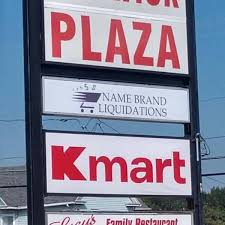 PLAZA
NAME BRAND
LIQUIDATIONS
Kmart
Family Restaurant